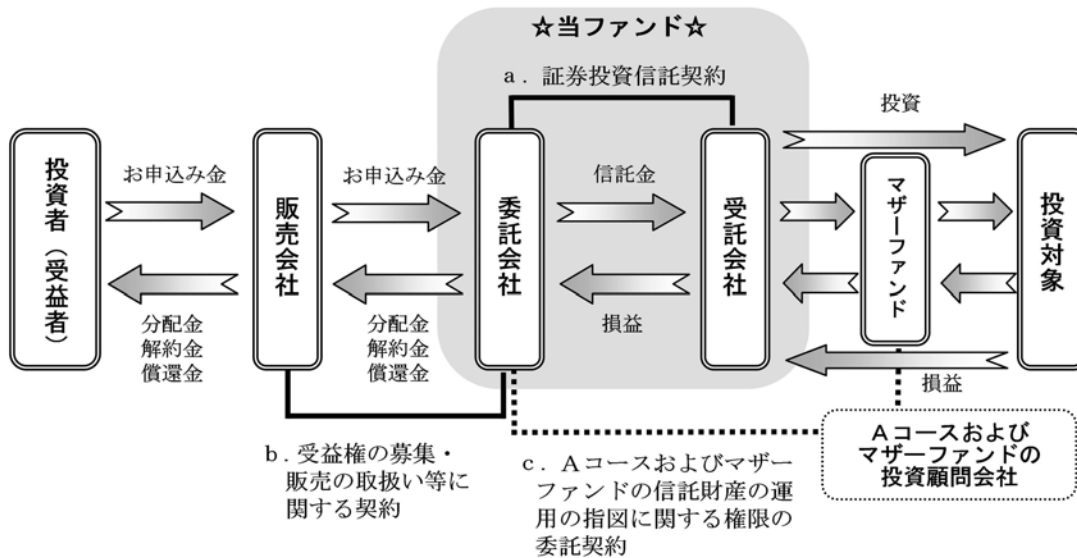 ☆当ファンド☆
a．証券投資信託契約
投資
投資者（受益者）
お申込み金
販売会社
お申込み金
委託会社
信託金
受託会社
マザーファンド
投資対象
分配金
解約金
償還金
分配金
解約金
償還金
損益
損益
b．受益権の募集・
販売の取扱い等に
関する契約
c．Aコースおよびマザー
ファンドの信託財産の運
用の指図に関する権限の
委託契約
Aコースおよび
マザーファンドの
投資顧問会社